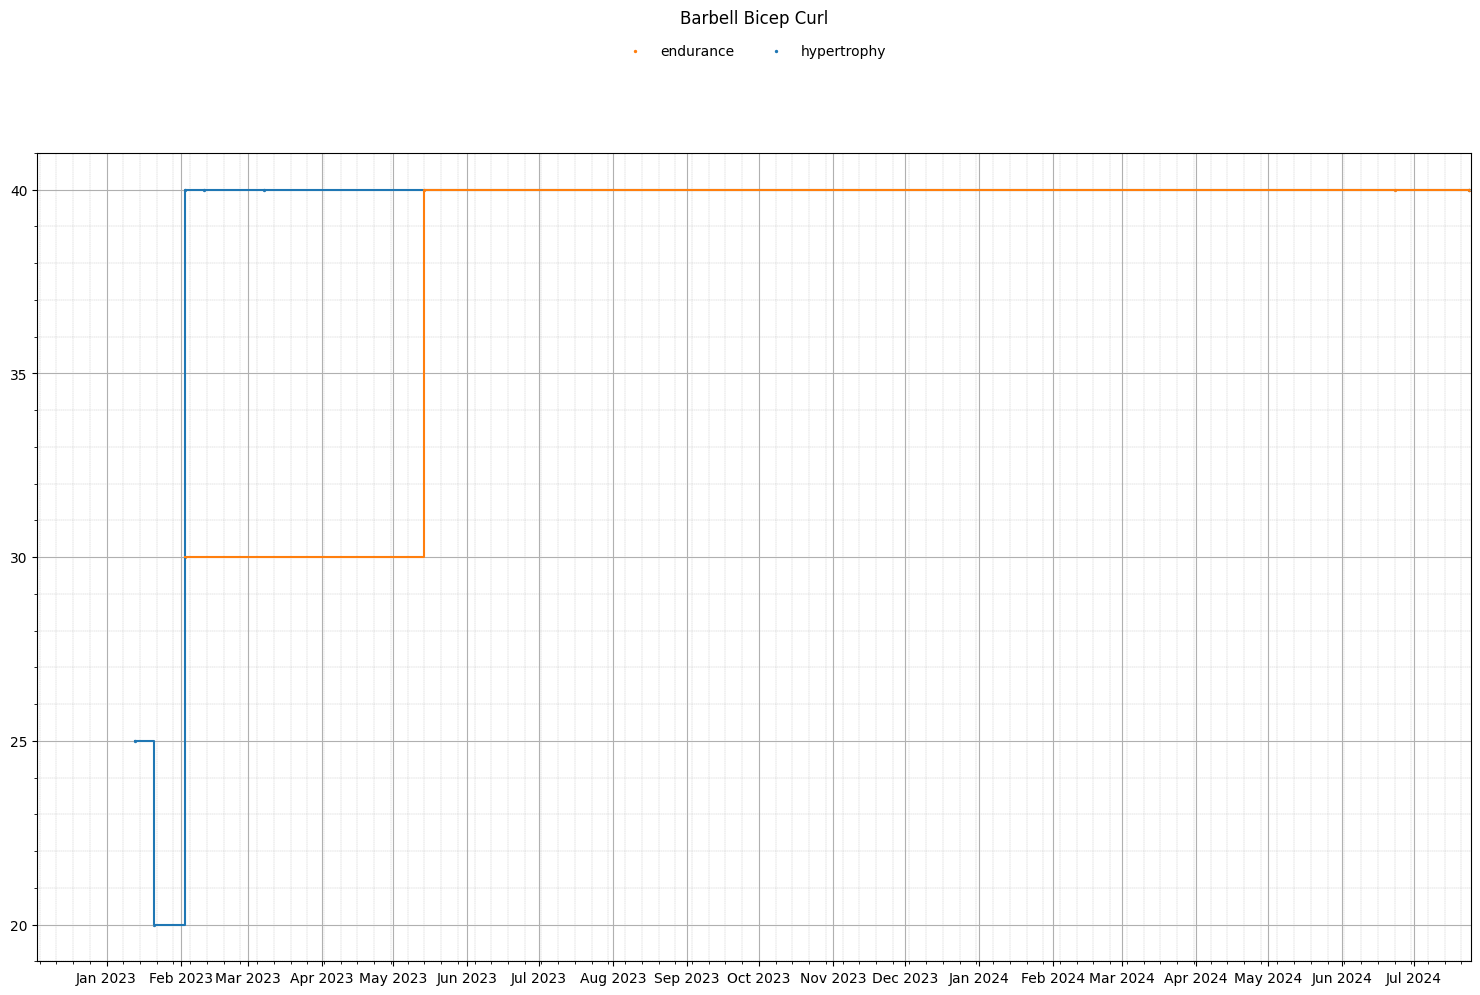 Barbell Bicep Curl
endurance hypertrophy
40
35
30
25
20
Jan 2023 Feb 2023 Mar 2023 Apr 2023 May 2023 Jun 2023 Jul 2023 Aug 2023 Sep 2023 Oct 2023 Nov 2023 Dec 2023 Jan 2024 Feb 2024 Mar 2024 Apr 2024 May 2024 Jun 2024 Jul 2024